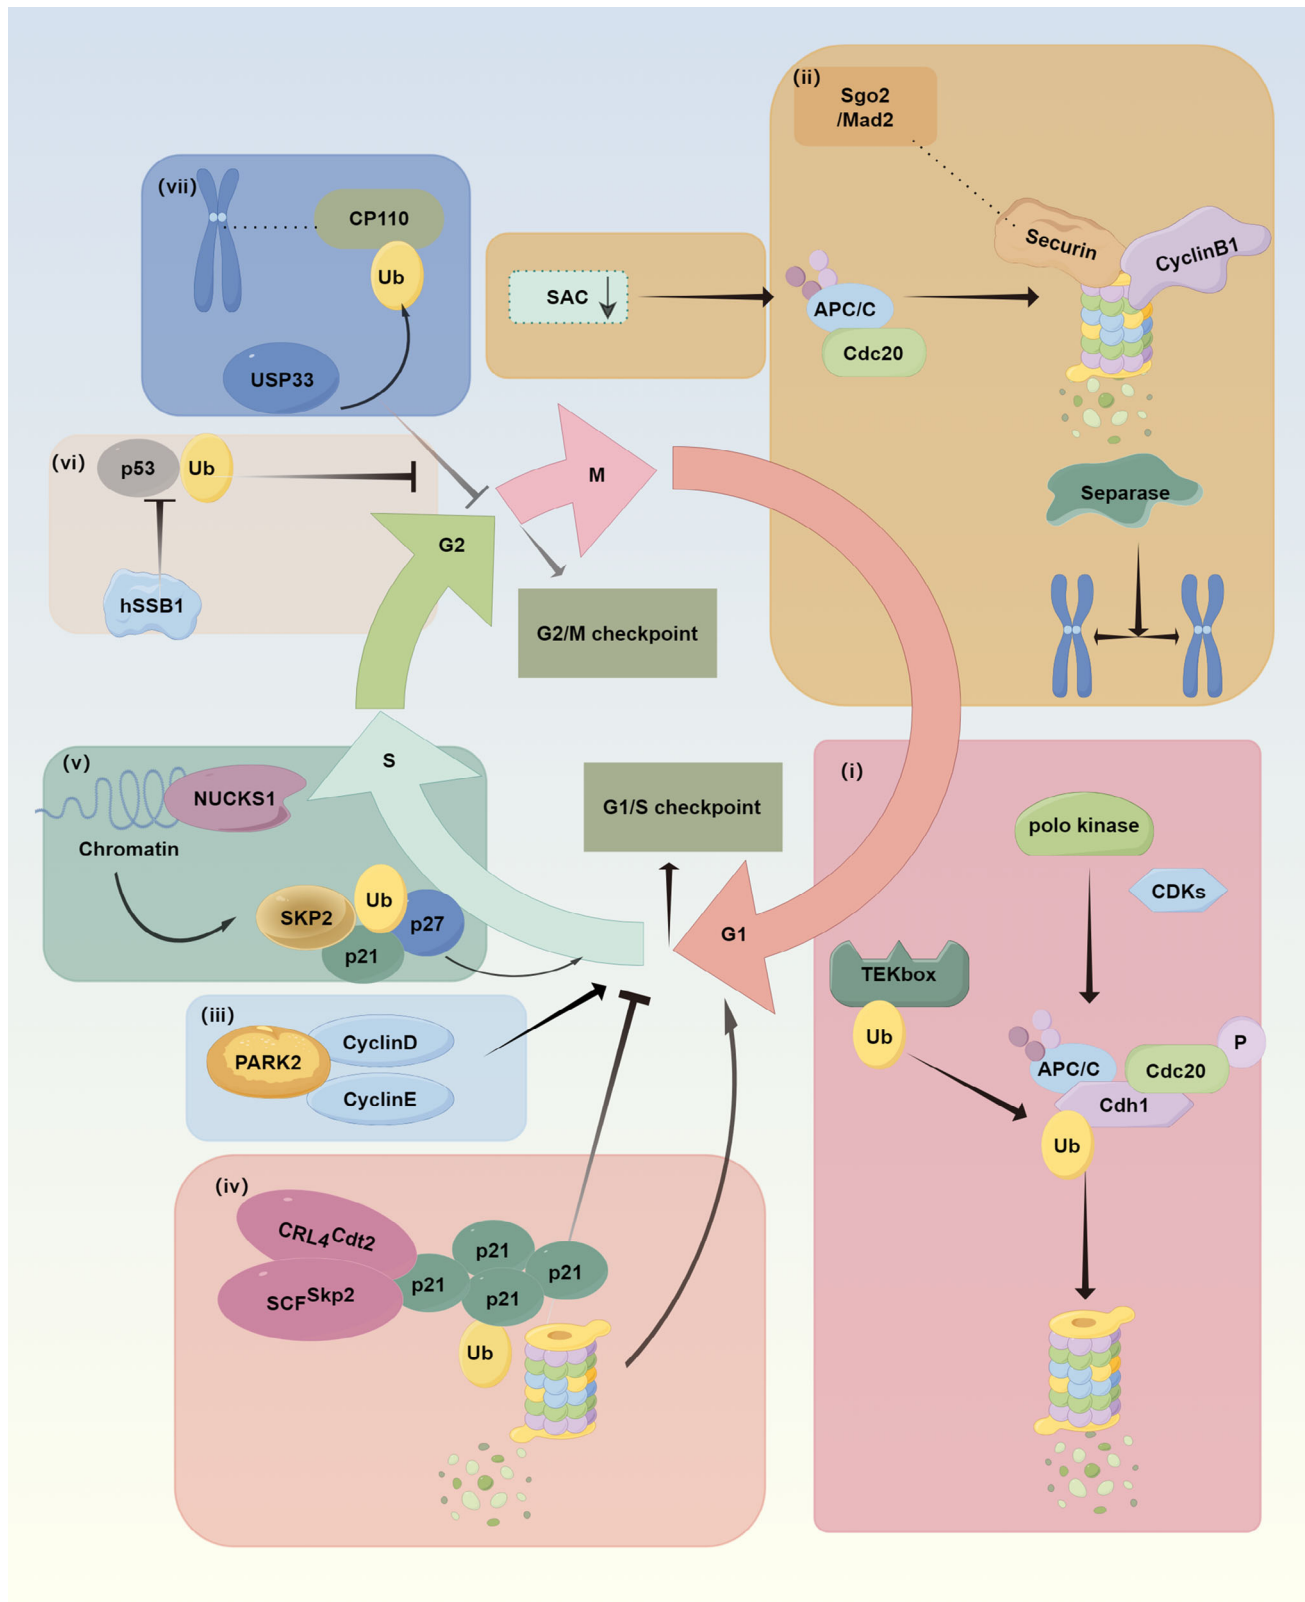 (ii)
Sgo2
/Mad2
Securin
CyclinB1
SAC
APC/C
Cdc20
Separase
(vii)
CP110
Ub
USP33
(vi)
p53
Ub
hSSB1
M
G2
G2/M checkpoint
S
G1/S checkpoint
G1
(v)
NUCKS1
Chromatin
SKP2
Ub
p27
p21
(iii)
PARK2
CyclinD
CyclinE
(iv)
CRL4Cdt2
SCFSkp2
p21
p21
p21
p21
Ub
(i)
polo kinase
CDKs
TEKbox
Ub
P
APC/C
Cdc20
Cdh1
Ub